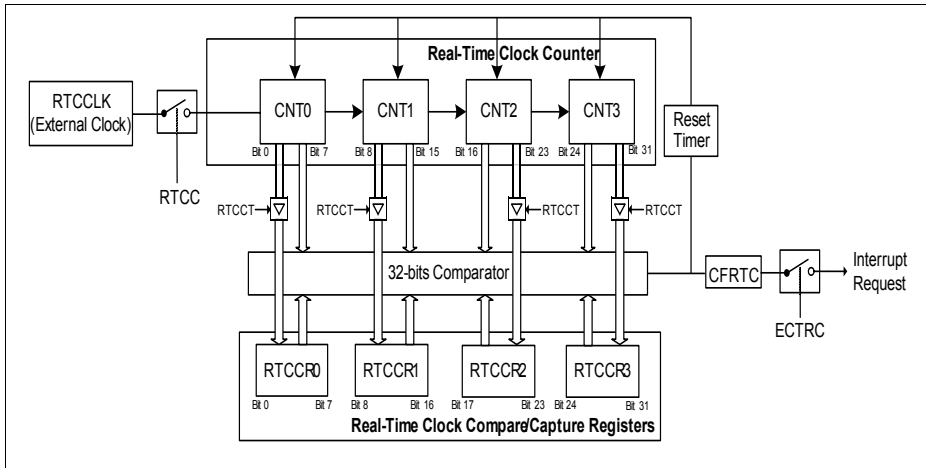 Real-Time Clock Counter
RTCCLK
(External Clock)
CNT0
CNT1
CNT2
CNT3
Reset
Timer
Bit 0
Bit 7
Bit 8
Bit 15
Bit 16
Bit 23
Bit 24
Bit 31
RTCC
RTCCT
RTCCT
RTCCT
RTCCT
32-bits Comparator
CFRTC
Interrupt
Request
ECTRC
RTCCR0
RTCCR1
RTCCR2
RTCCR3
Bit 0
Bit 7
Bit 8
Bit 16
Bit 17
Bit 23
Bit 24
Bit 31
Real-Time Clock Compare/Capture Registers